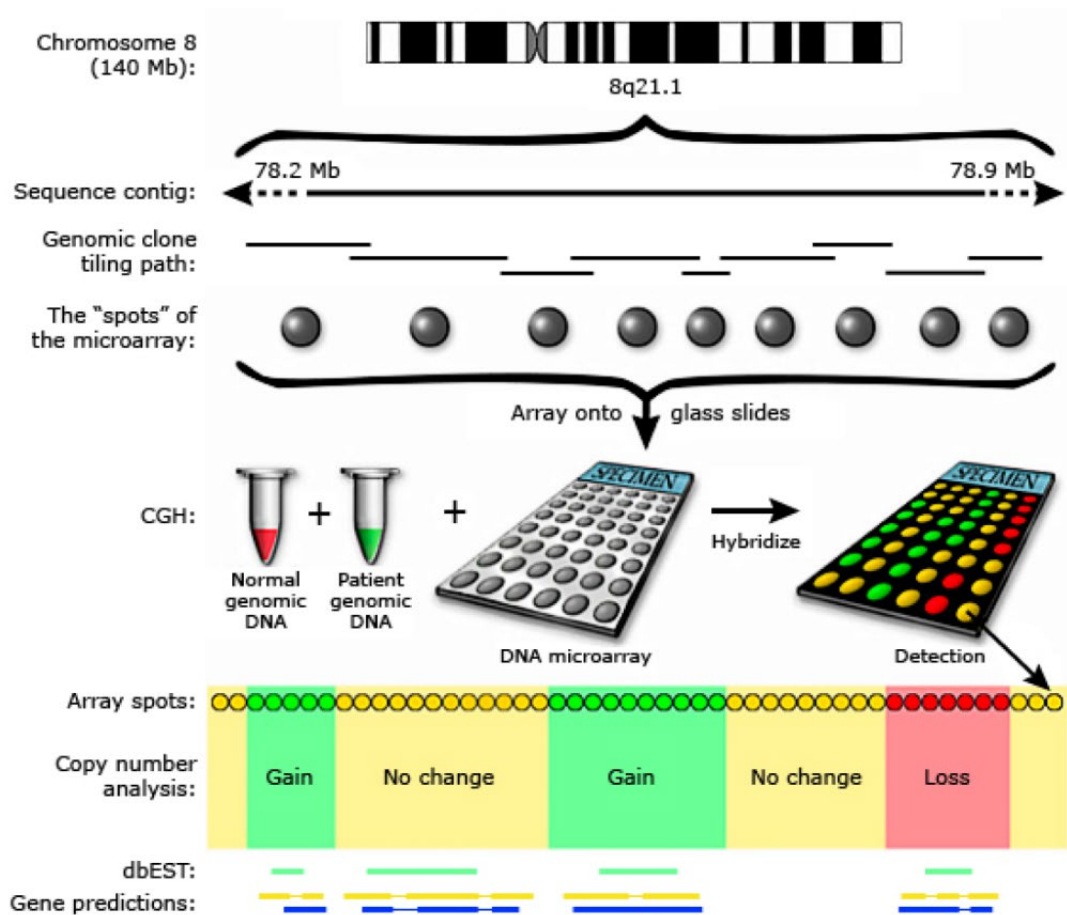 Chromosome 8
(140 Mb):
8q21.1
78.2 Mb
78.9 Mb
Sequence contig:
Genomic clone
tiling path:
The “spots” of
the microarray:
Array onto
glass slides
SPECIMEN
SPECIMEN
CGH:
+
+
Hybridize
Normal
genomic
DNA
Patient
genomic
DNA
DNA microarray
Detection
Array spots:
Copy number
analysis:
Gain
No change
Gain
No change
Loss
dbEST:
Gene predictions: